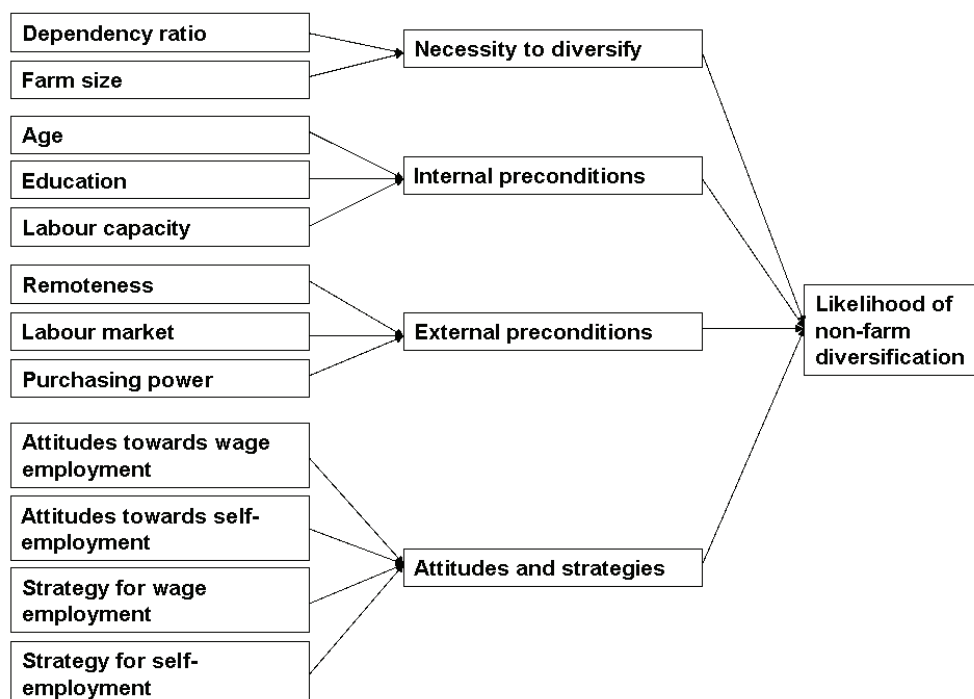 Dependency ratio
Farm size
Necessity to diversify
Age
Education
Labour capacity
Internal preconditions
Remoteness
Labour market
Purchasing power
External preconditions
Attitudes towards wage
employment
Attitudes towards self-
employment
Strategy for wage
employment
Strategy for self-
employment
Attitudes and strategies
Likelihood of
non-farm
diversification